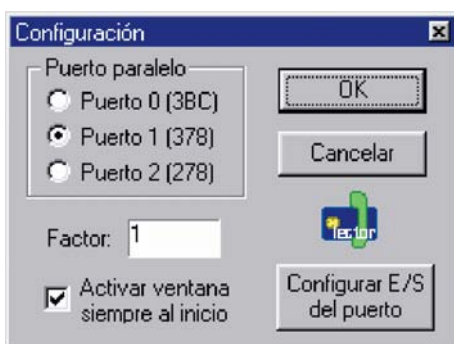 Configuración
Puerto paralelo
Puerto 0 (3BC)
Puerto 1 (378)
Puerto 2 (278)
OK
Cancelar
Factor: 1
lector
Activar ventana
siempre al inicio
Configurar E/S
del puerto